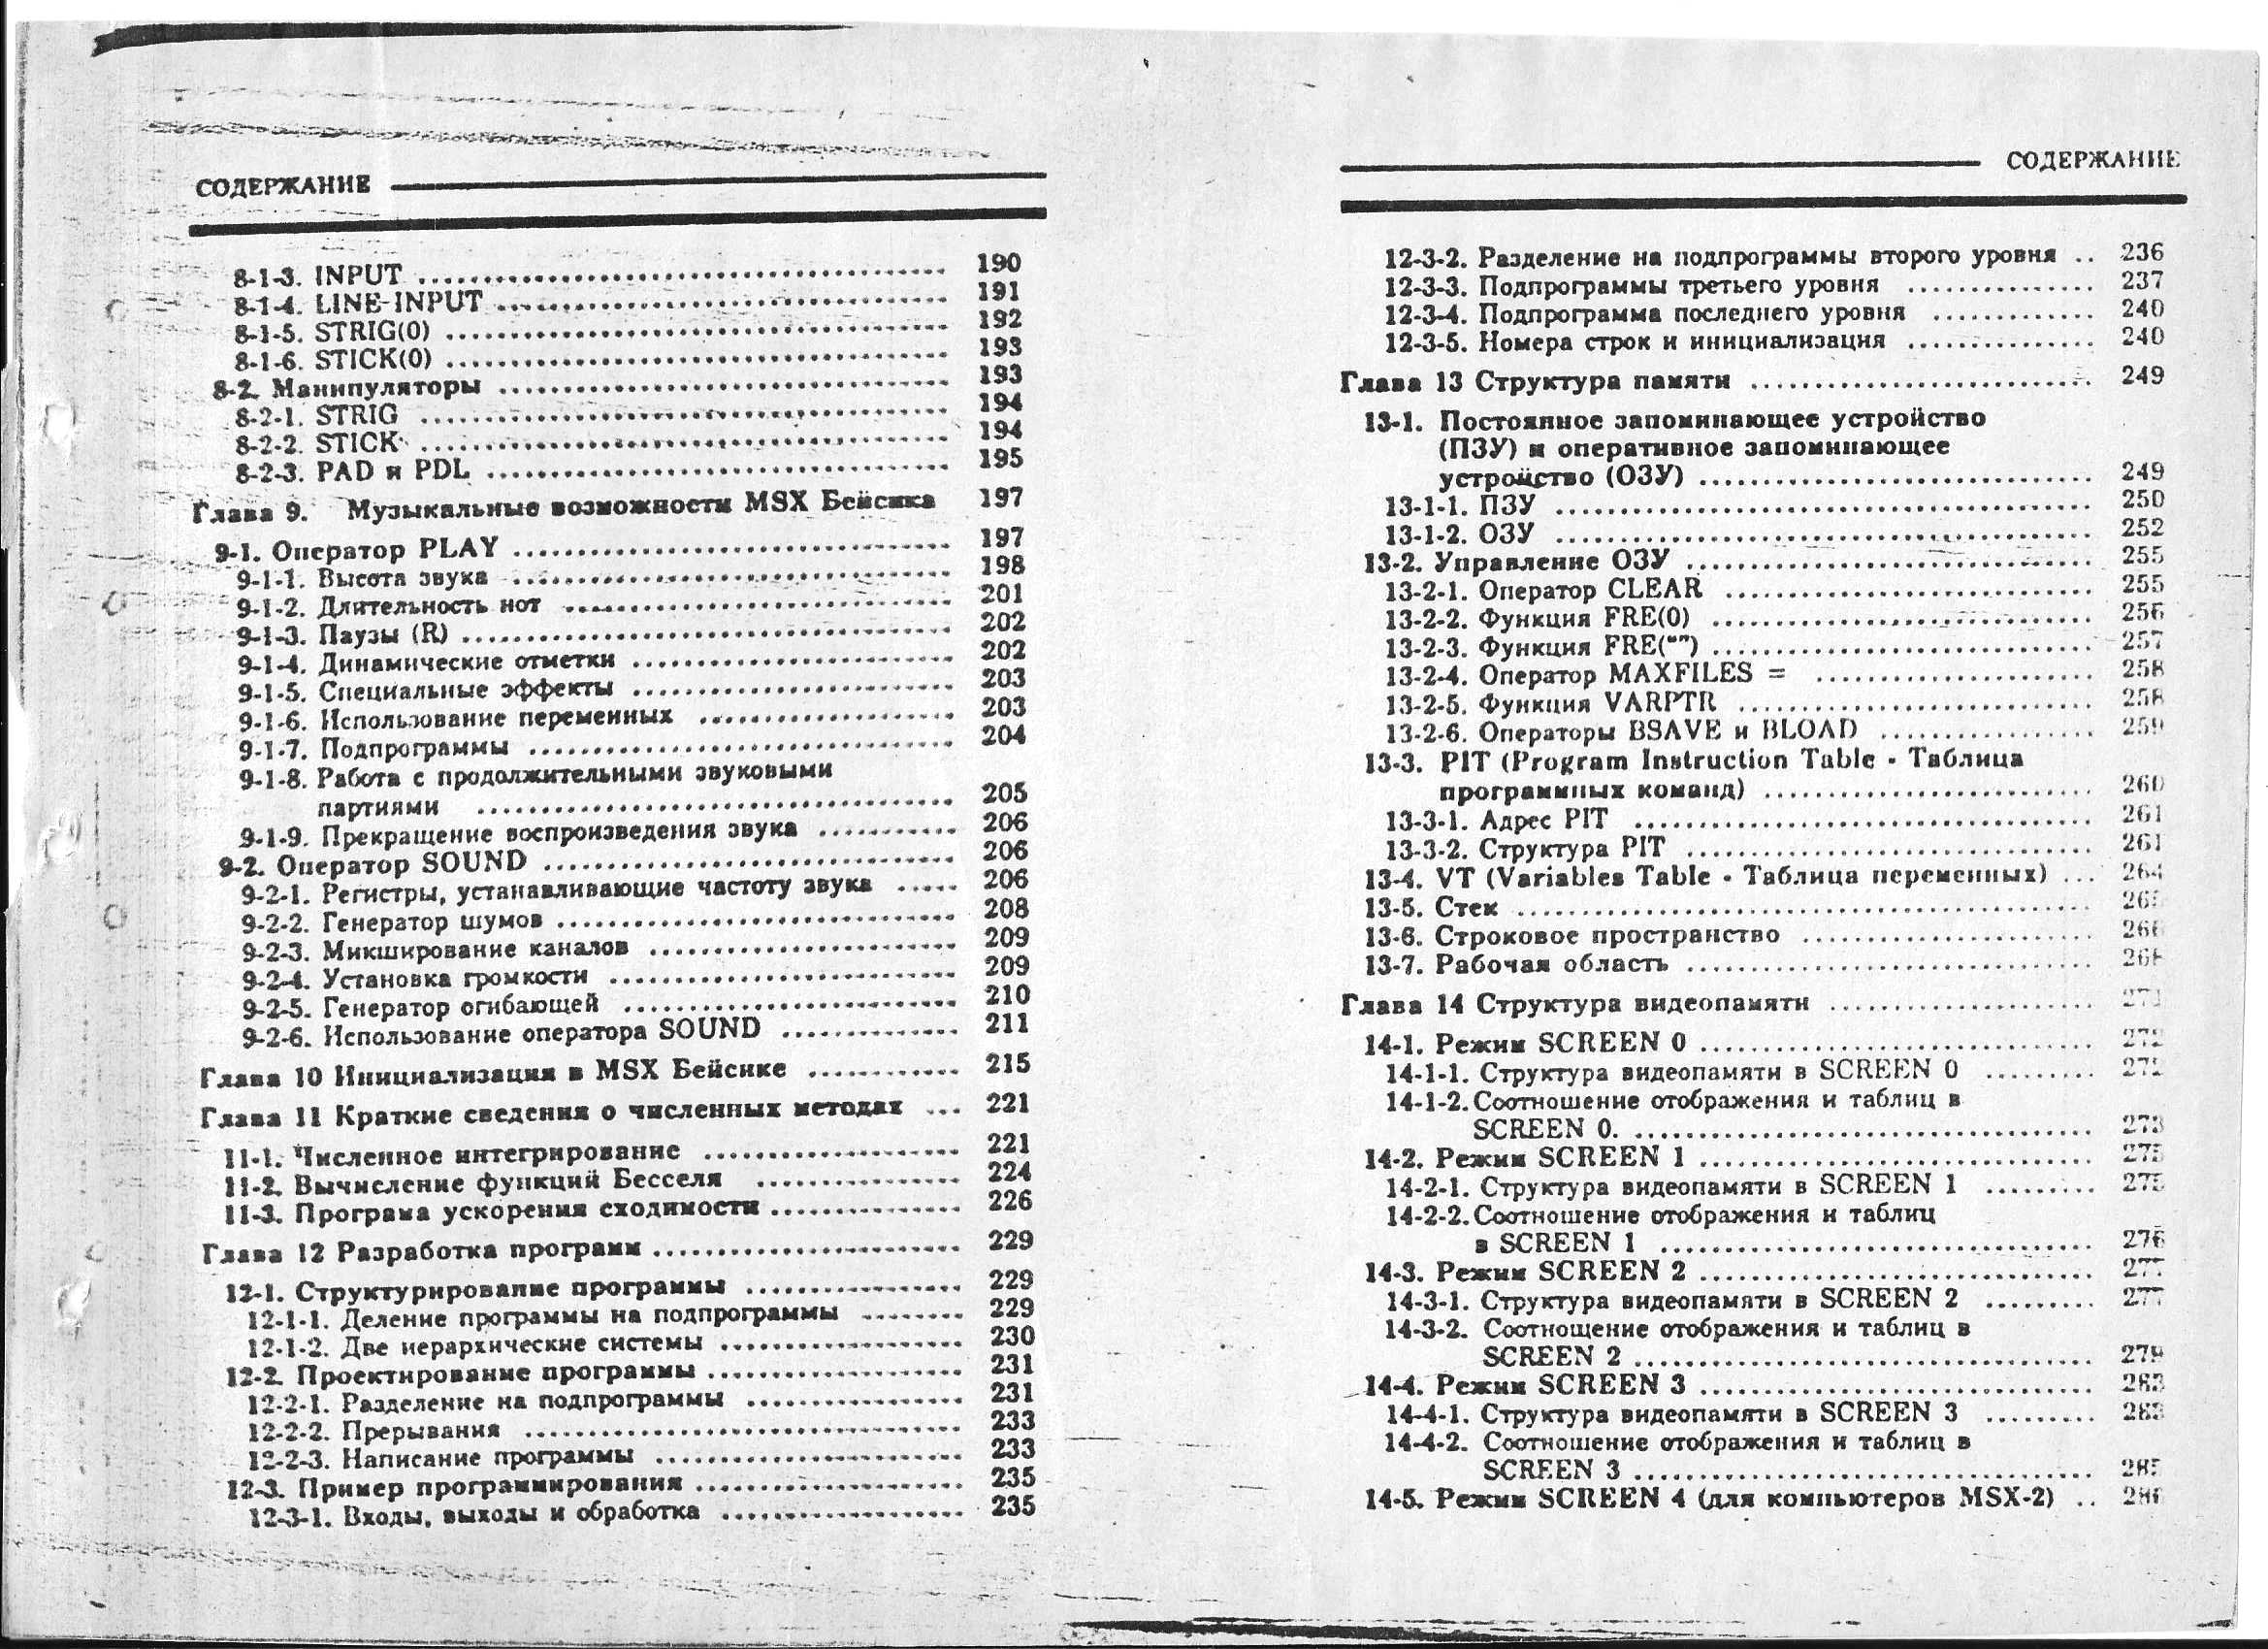 СОДЕРЖАНИЕ
8-1-3. INPUT ........................................ 190
8-1-4. LINE-INPUT ........................................ 191
8-1-5. STRIG(0) ........................................ 192
8-1-6. STICK(0) ........................................ 193
8-2. Манипуляторы ........................................ 193
8-2-1. STRIG ........................................ 194
8-2-2. STICK ........................................ 194
8-2-3. PAD и PDL ........................................ 195
Глава 9. Музыкальные возможности MSX Бейсика 197
9-1. Оператор PLAY ........................................ 197
9-1-1. Высота звука ........................................ 198
9-1-2. Длительность нот ........................................ 201
9-1-3. Паузы (R) ........................................ 202
9-1-4. Динамические отметки ........................................ 202
9-1-5. Специальные эффекты ........................................ 203
9-1-6. Использование переменных ........................................ 203
9-1-7. Подпрограммы ........................................ 204
9-1-8. Работа с продолжительными звуковыми
партиями ........................................ 205
9-1-9. Прекращение воспроизведения звука ........... 206
9-2. Оператор SOUND ........................................ 206
9-2-1. Регистры, устанавливающие частоту звука ..... 206
9-2-2. Генератор шумов ........................................ 208
9-2-3. Микширование каналов ........................................ 209
9-2-4. Установка громкости ........................................ 209
9-2-5. Генератор огибающей ........................................ 210
9-2-6. Использование оператора SOUND .............. 211
Глава 10 Инициализация в MSX Бейсике ............ 215
Глава 11 Краткие сведения о численных методах ... 221
11-1. Численное интегрирование .................... 221
11-2. Вычисление функций Бесселя ................ 224
11-3. Програма ускорения сходимости ............... 226
Глава 12 Разработка программ ........................ 229
12-1. Структурирование программы ................. 229
12-1-1. Деление программы на подпрограммы ........ 229
12-1-2. Две иерархические системы ................... 230
12-2. Проектирование программы .................... 231
12-2-1. Разделение на подпрограммы ................. 231
12-2-2. Прерывания .................................. 233
12-2-3. Написание программы ........................ 233
12-3. Пример программирования ..................... 235
12-3-1. Входы, выходы и обработка ................... 235
СОДЕРЖАНИЕ
12-3-2. Разделение на подпрограммы второго уровня .. 236
12-3-3. Подпрограммы третьего уровня ............... 237
12-3-4. Подпрограмма последнего уровня ............. 240
12-3-5. Номера строк и инициализация ............... 240
Глава 13 Структура памяти ........................... 249
13-1. Постоянное запоминающее устройство
(ПЗУ) и оперативное запоминающее
устройство (ОЗУ) ................................ 249
13-1-1. ПЗУ .......................................... 250
13-1-2. ОЗУ .......................................... 252
13-2. Управление ОЗУ ................................ 255
13-2-1. Оператор CLEAR .............................. 255
13-2-2. Функция FRE(0) ............................... 256
13-2-3. Функция FRE("") ............................. 257
13-2-4. Оператор MAXFILES = ...................... 258
13-2-5. Функция VARPTR ............................. 258
13-2-6. Операторы BSAVE и BLOAD ................. 259
13-3. PIT (Program Instruction Table - Таблица
программных команд) .......................... 260
13-3-1. Адрес PIT .................................... 261
13-3-2. Структура PIT ................................ 261
13-4. VT (Variables Table - Таблица переменных) ... 264
13-5. Стек ..............................................
13-6. Строковое пространство .......................
13-7. Рабочая область ................................
Глава 14 Структура видеопамяти .....................
14-1. Режим SCREEN 0 ............................... 272
14-1-1. Структура видеопамяти в SCREEN 0 ......... 272
14-1-2. Соотношение отображения и таблиц в
SCREEN 0. .................................... 273
14-2. Режим SCREEN 1 ............................... 275
14-2-1. Структура видеопамяти в SCREEN 1 ......... 275
14-2-2. Соотношение отображения и таблиц
в SCREEN 1 .................................. 276
14-3. Режим SCREEN 2 ............................... 277
14-3-1. Структура видеопамяти в SCREEN 2 ......... 277
14-3-2. Соотнощение отображения и таблиц в
SCREEN 2 .................................... 279
14-4. Режим SCREEN 3 ............................... 283
14-4-1. Структура видеопамяти в SCREEN 3 ......... 283
14-4-2. Соотношение отображения и таблиц в
SCREEN 3 .................................... 285
14-5. Режим SCREEN 4 (для компьютеров MSX-2) .. 286